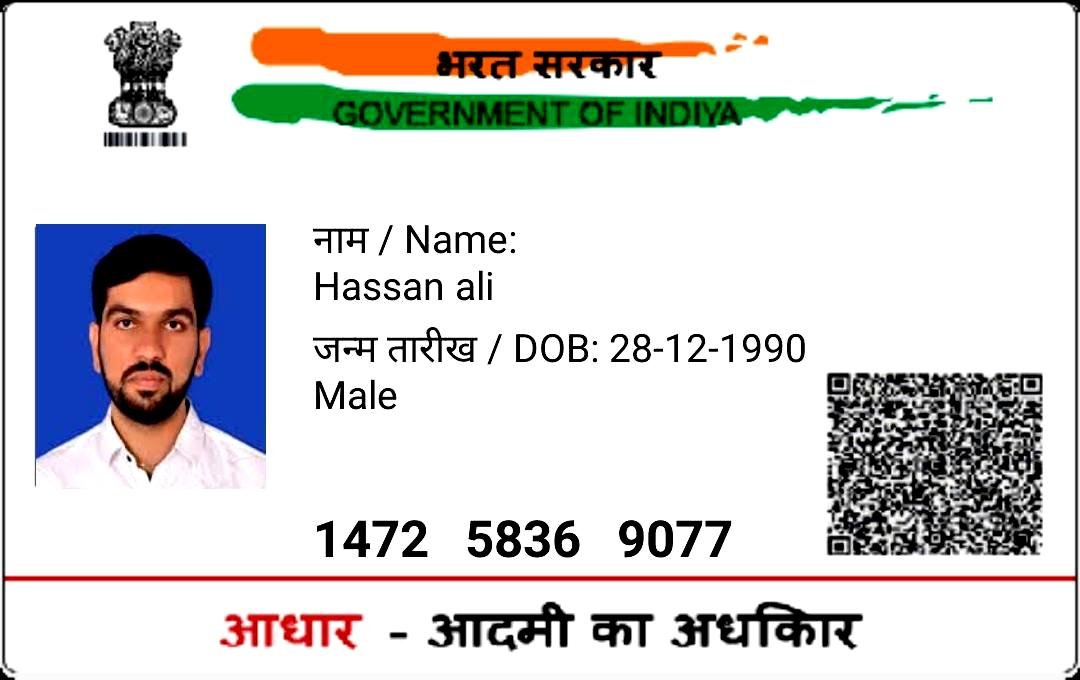 भरत सरकार
GOVERNMENT OF INDIYA
नाम / Name:
Hassan ali
जन्म तारीख / DOB: 28-12-1990
Male
1472 5836 9077
आधार - आदमी का अधकिार